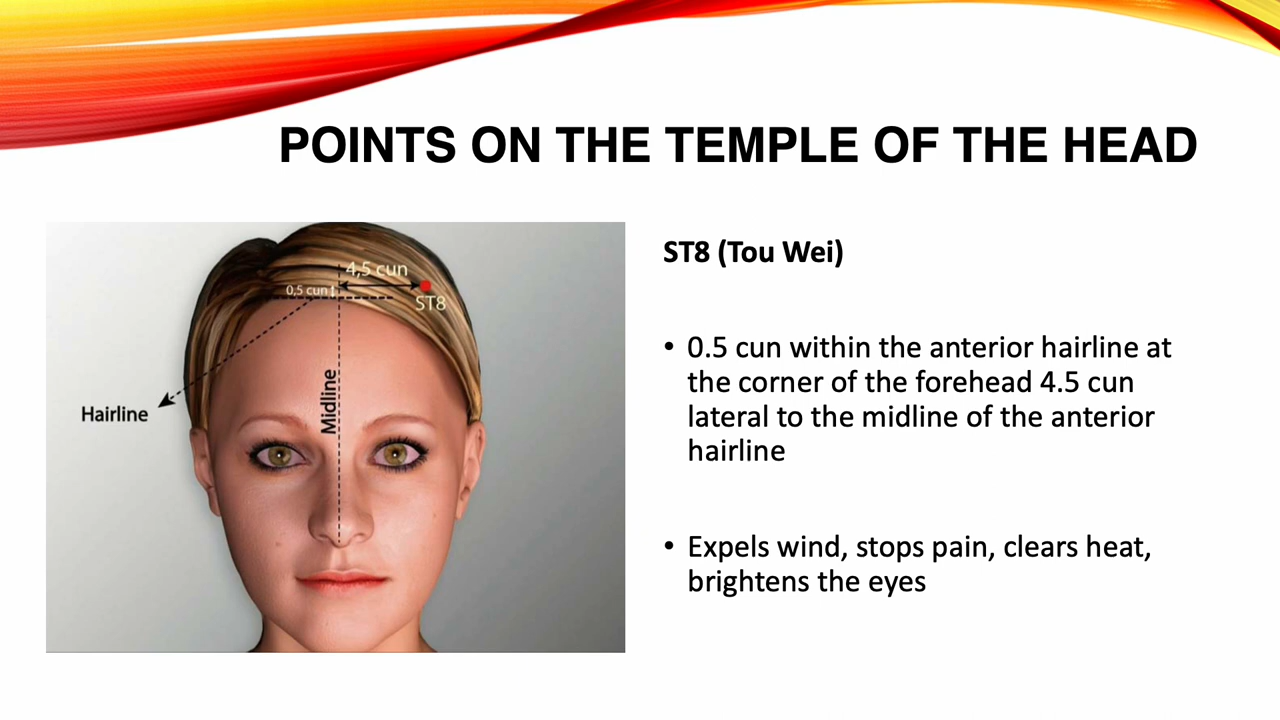 POINTS ON THE TEMPLE OF THE HEAD
4,5 cun
0,5 cun
ST8
Midline
Hairline
ST8 (Tou Wei)
• 0.5 cun within the anterior hairline at
the corner of the forehead 4.5 cun
lateral to the midline of the anterior
hairline
• Expels wind, stops pain, clears heat,
brightens the eyes